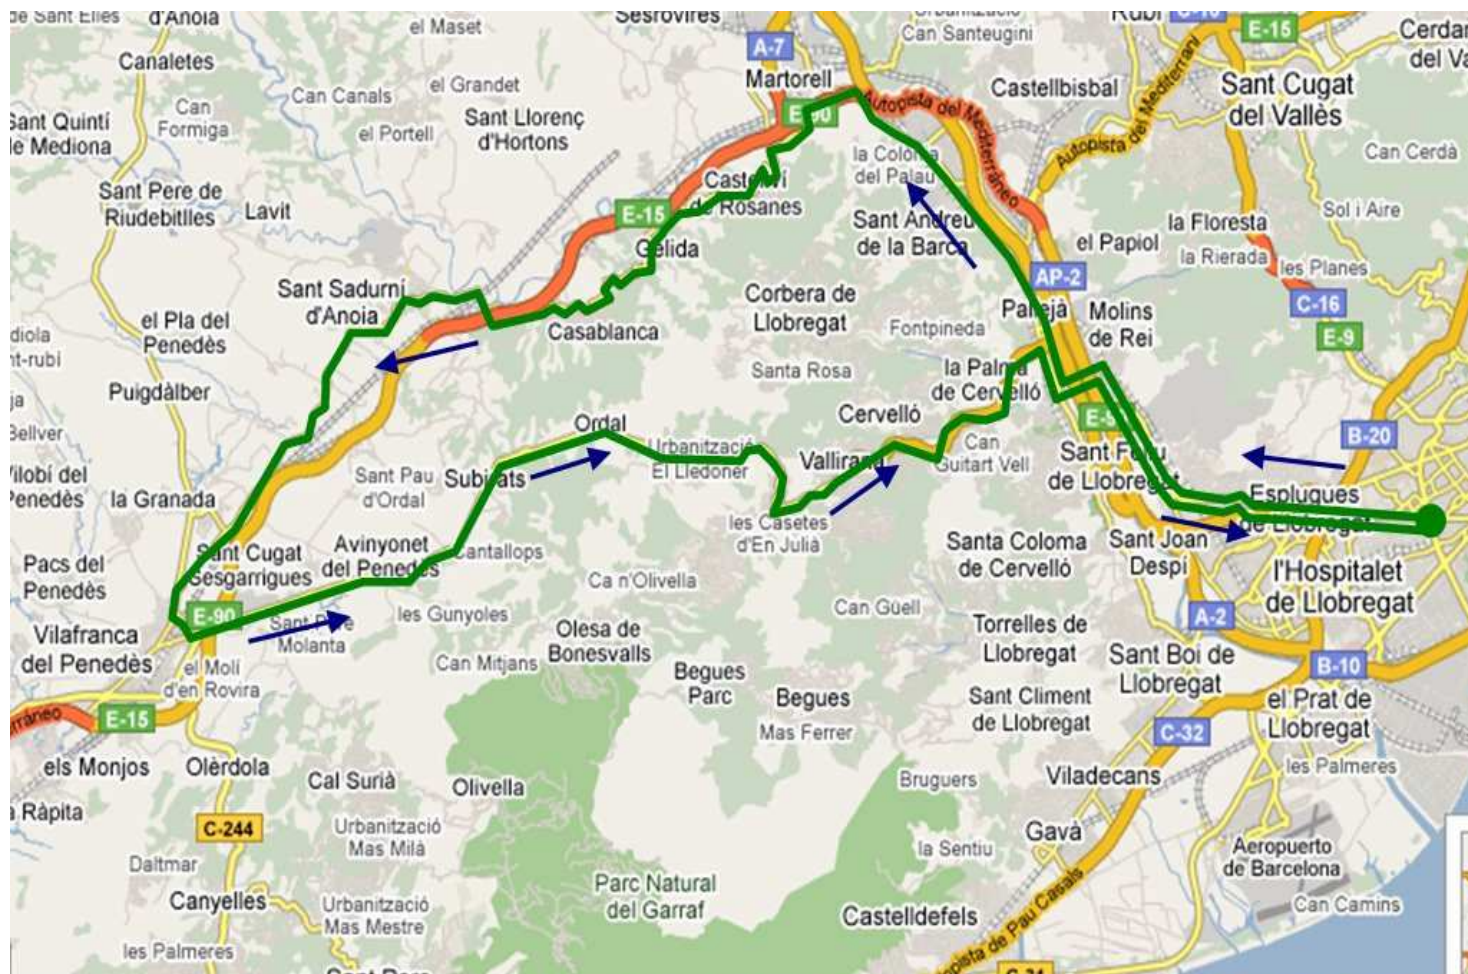 de Sant Elies
d'Anoia
el Maset
Sesrovires
Can Santeugini
Rubí
E-15
Cerdan
del Va
A-7
Canaletes
Martorell
Castellbisbal
Sant Cugat
del Vallès
el Grandet
Can Canals
Can
Formiga
el Portell
Sant Llorenç
d'Hortons
E-90
Autopista del Mediterráneo
Autopista del Mediterrani
Sant Quintí
de Mediona
Can Cerdà
la Colònia
del Palau
Sant Pere de
Riudebitlles
Lavit
Castellví
de Rosanes
E-15
Sant Andreu
de la Barca
Sol i Aire
la Floresta
la Rierada
les Planes
el Papiol
Gelida
AP-2
C-16
Sant Sadurní
d'Anoia
Corbera de
Llobregat
Pallejà
Molins
de Rei
Fontpineda
el Pla del
Penedès
Casablanca
E-9
Santa Rosa
la Palma
de Cervelló
Puigdàlber
Cervelló
Ordal
Bellver
B-20
Urbanització
El Lledoner
Can
Guitart Vell
Sant Feliu
de Llobregat
Vallirana
Sant Pau
d'Ordal
Subirats
Vilobí del
Penedès
la Granada
Esplugues
de Llobregat
les Casetes
d'En Julià
Sant Cugat
Sesgarrigues
Avinyonet
del Penedès
Cantallops
Santa Coloma
de Cervelló
Sant Joan
Despí
Pacs del
Penedès
Ca n'Olivella
l'Hospitalet
de Llobregat
E-90
les Gunyoles
Can Güell
A-2
Sant Pere
Molanta
Olesa de
Bonesvalls
Torrelles de
Llobregat
Vilafranca
del Penedès
Can Mitjans
Sant Boi de
Llobregat
B-10
el Molí
d'en Rovira
Begues
Parc
Begues
Sant Climent
de Llobregat
el Prat de
Llobregat
Mas Ferrer
E-15
C-32
els Monjos
Olèrdola
Cal Surià
Olivella
Bruguers
Viladecans
les Palmeres
a Ràpita
C-244
Urbanització
Mas Milà
Gavà
la Sentiu
Aeropuerto
de Barcelona
Daltmar
Parc Natural
del Garraf
Canyelles
Urbanització
Mas Mestre
Castelldefels
Autopista de Pau Casals
Can Camins
les Palmeres